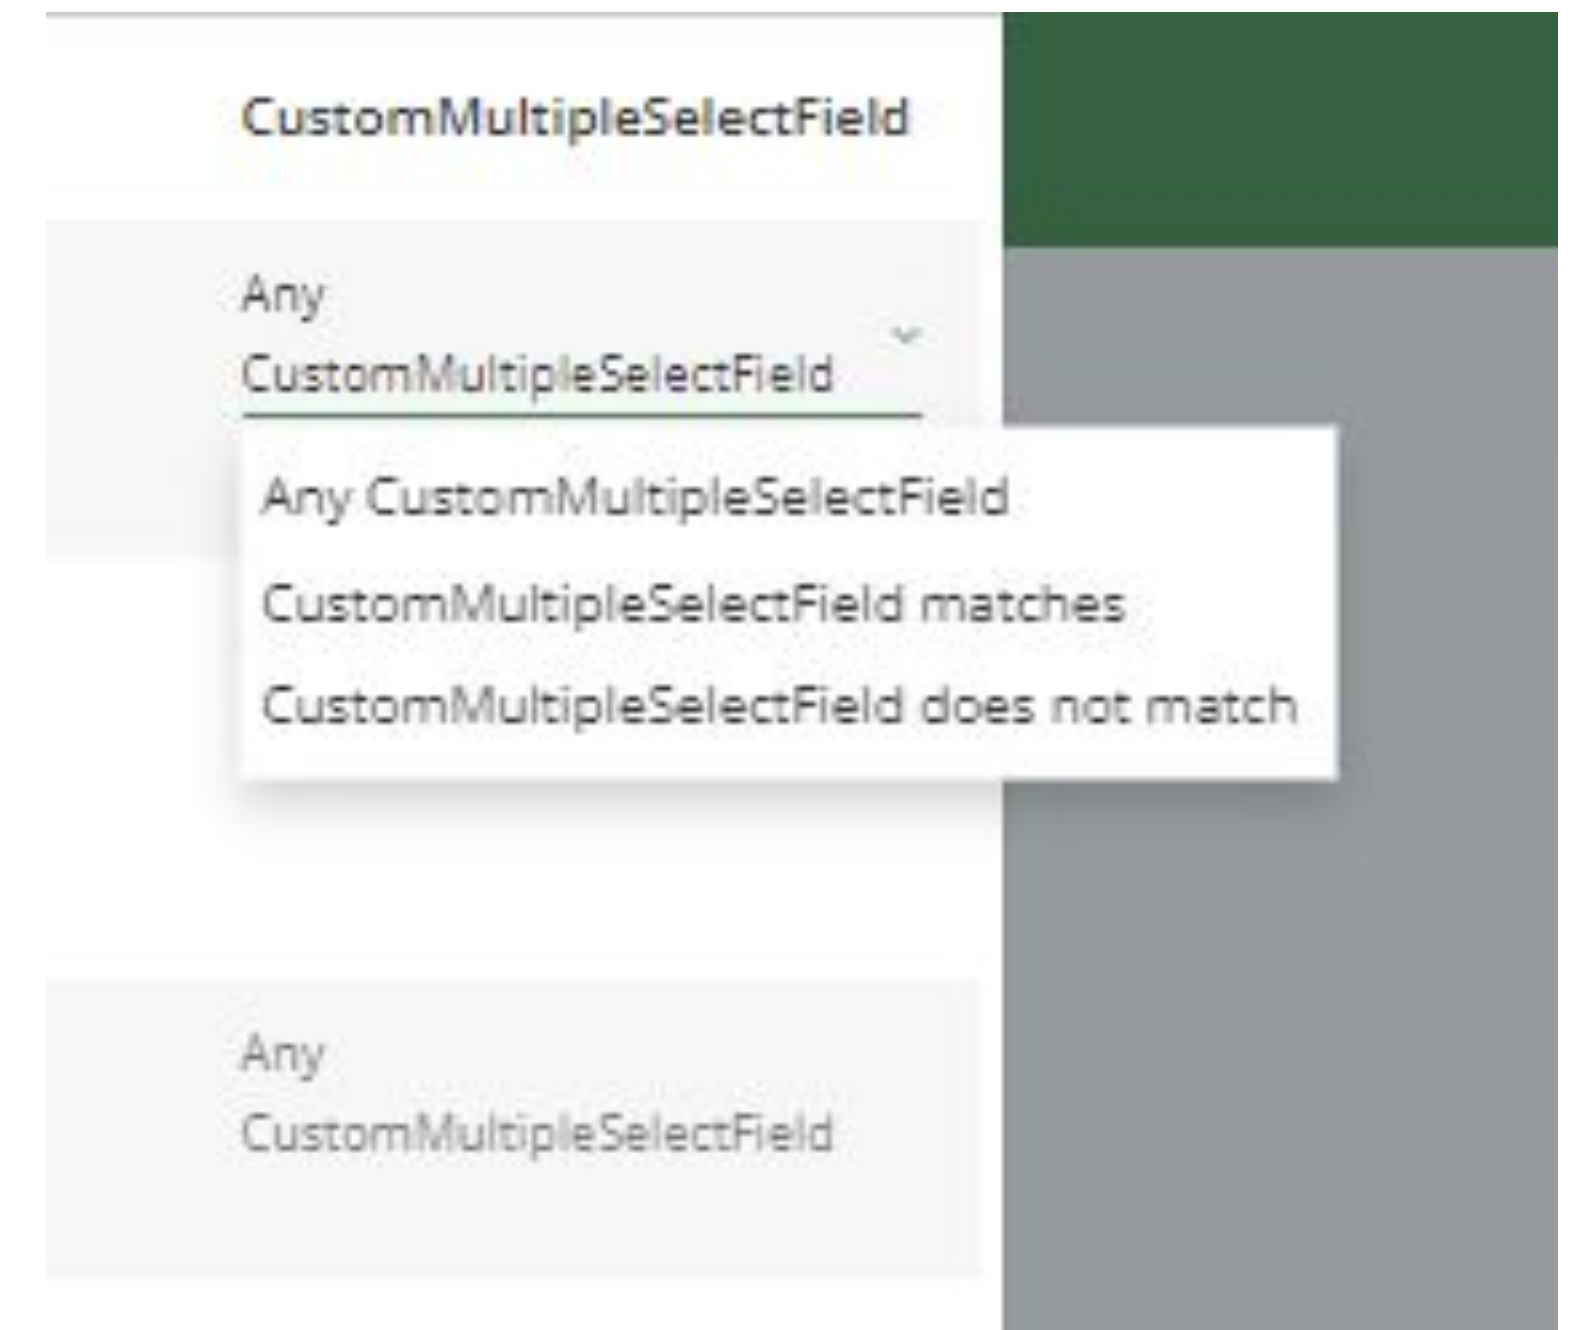 CustomMultipleSelectField
Any
CustomMultipleSelectField
Any CustomMultipleSelectField
CustomMultipleSelectField matches
CustomMultipleSelectField does not match
Any
CustomMultipleSelectField